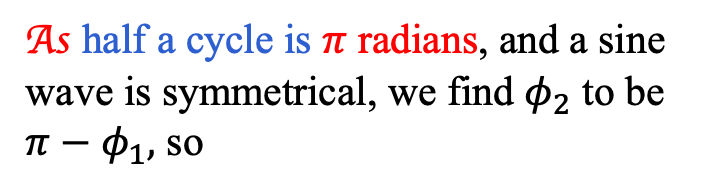 As half a cycle is π radians, and a sine
wave is symmetrical, we find ϕ₂ to be
π − ϕ₁, so